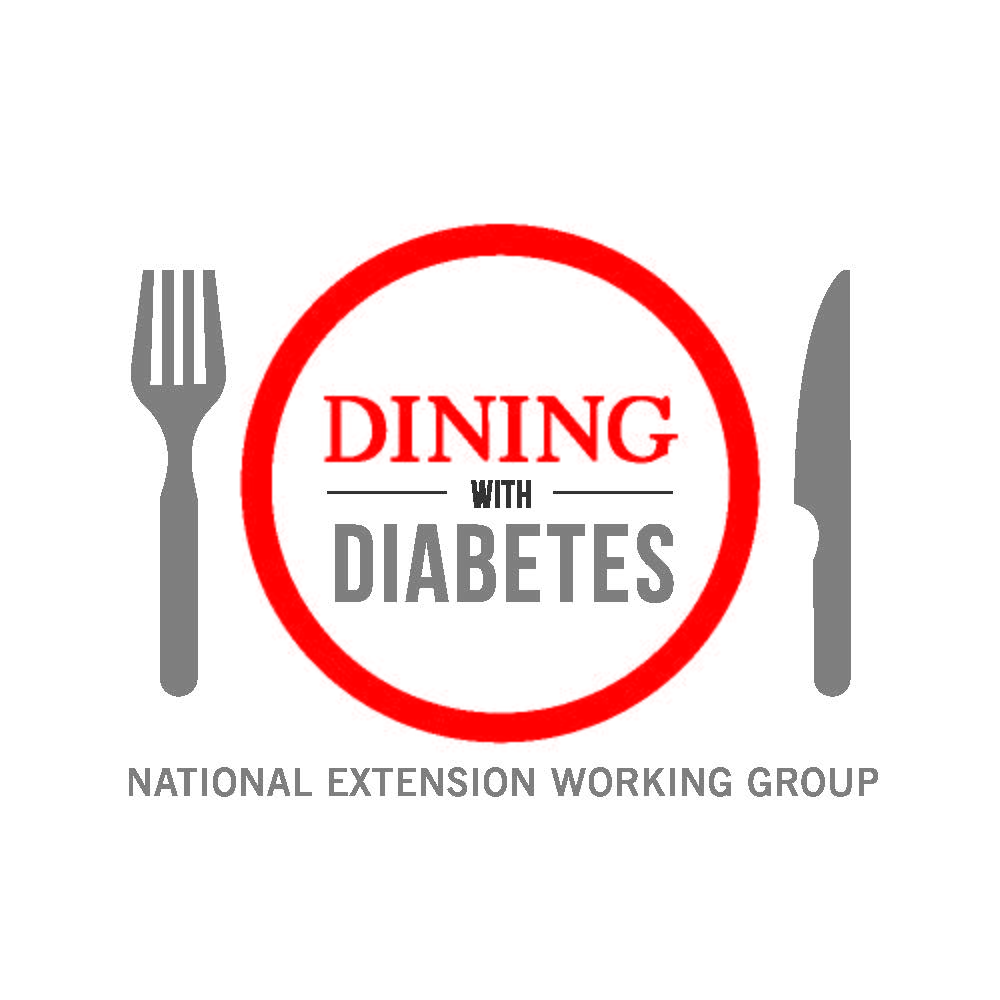 DINING
WITH
DIABETES
NATIONAL EXTENSION WORKING GROUP